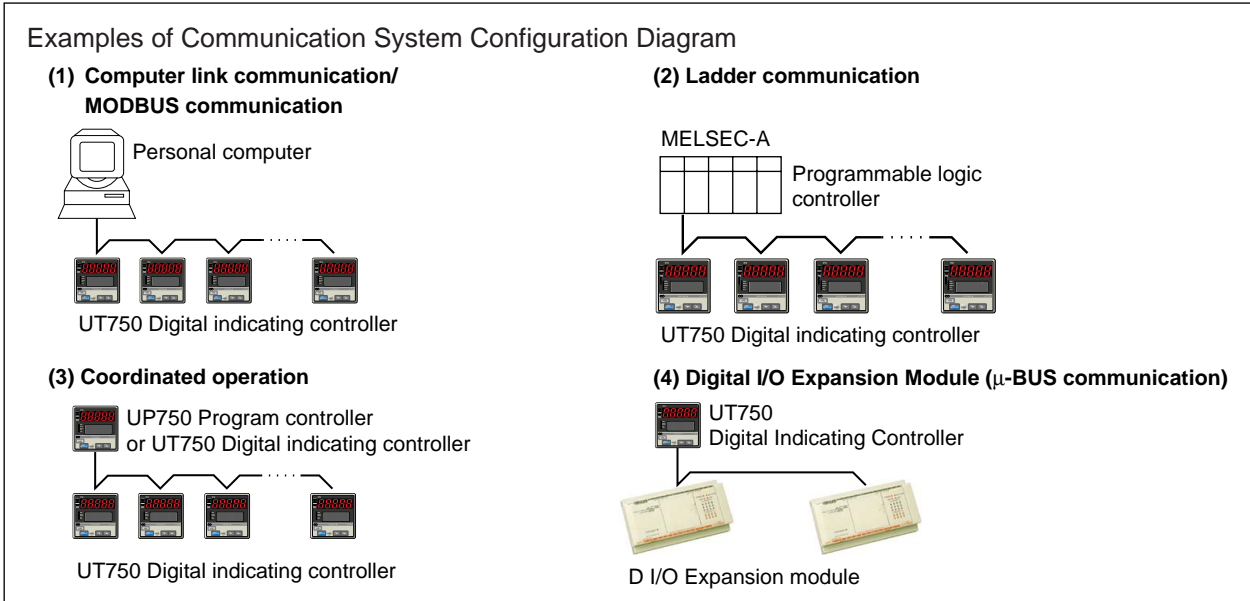 Examples of Communication System Configuration Diagram
(1) Computer link communication/
MODBUS communication
Personal computer
UT750 Digital indicating controller
(2) Ladder communication
MELSEC-A
Programmable logic
controller
UT750 Digital indicating controller
(3) Coordinated operation
UP750 Program controller
or UT750 Digital indicating controller
UT750 Digital indicating controller
(4) Digital I/O Expansion Module (μ-BUS communication)
UT750
Digital Indicating Controller
D I/O Expansion module